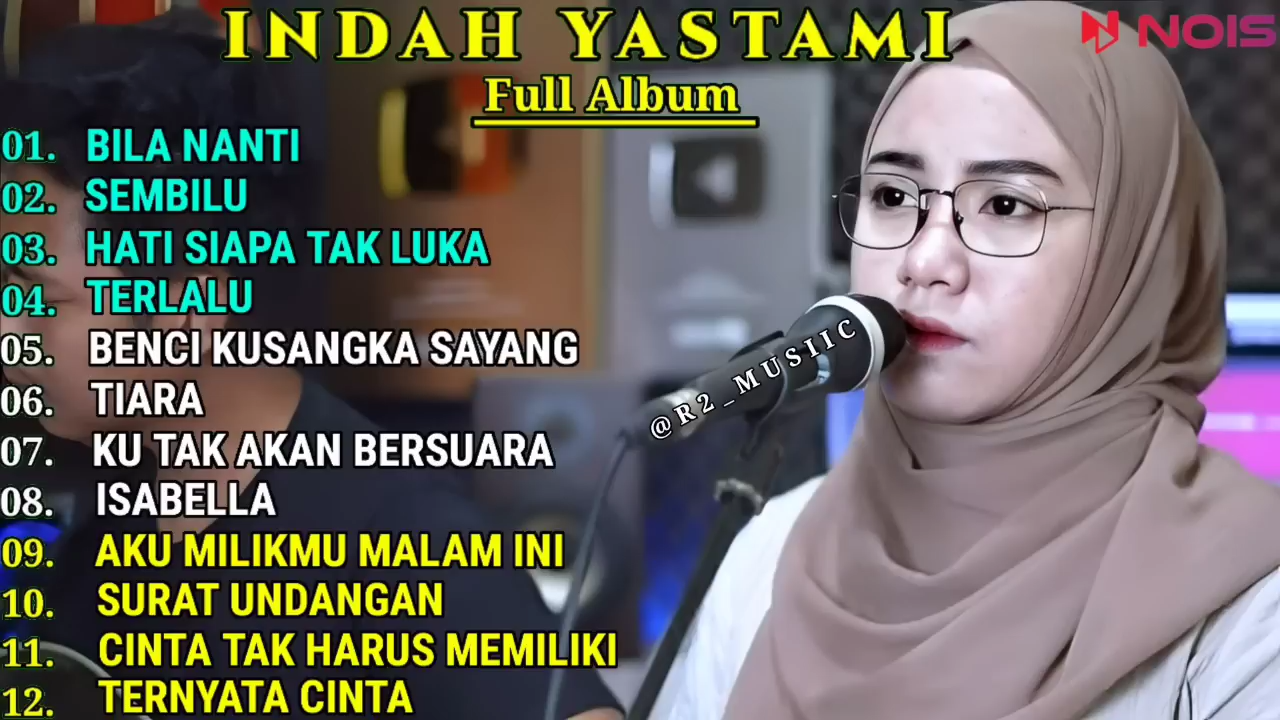 INDAH YASTAMI
NOIS
Full Album
01. BILA NANTI
02. SEMBILU
03. HATI SIAPA TAK LUKA
04. TERLALU
05. BENCI KUSANGKA SAYANG
06. TIARA
07. KU TAK AKAN BERSUARA
08. ISABELLA
09. AKU MILIKMU MALAM INI
10. SURAT UNDANGAN
11. CINTA TAK HARUS MEMILIKI
12. TERNYATA CINTA
@R2_MUSIIC